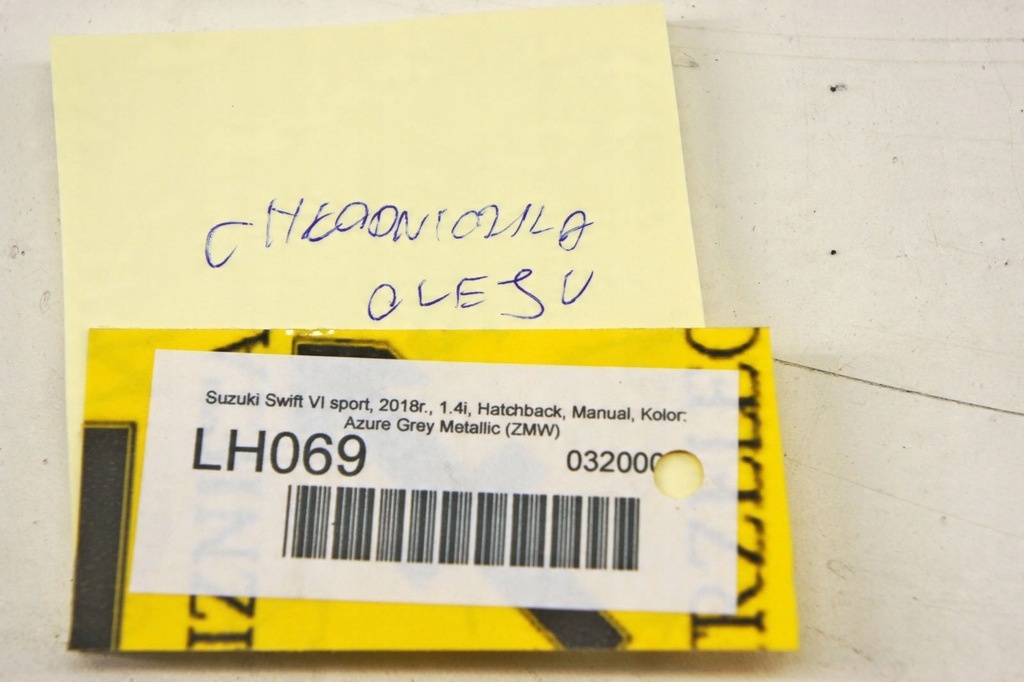 CHŁODNICZKA
OLEJU
Suzuki Swift VI sport, 2018r., 1.4i, Hatchback, Manual, Kolor:
Azure Grey Metallic (ZMW)
LH069
032000